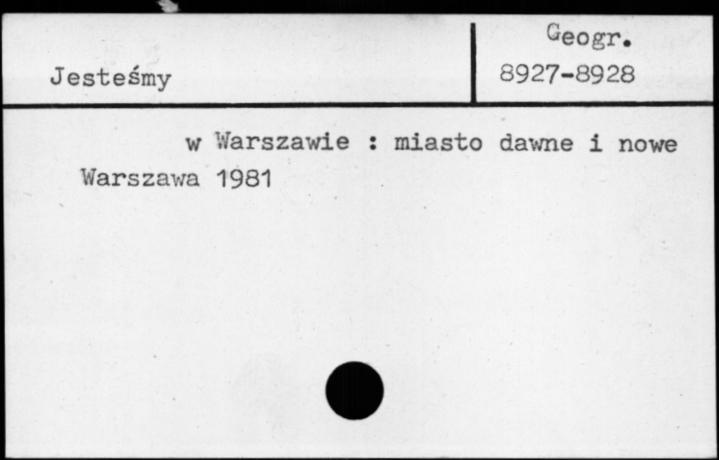 Geogr.
Jesteśmy
8927-8928
w Warszawie : miasto dawne i nowe
Warszawa 1981